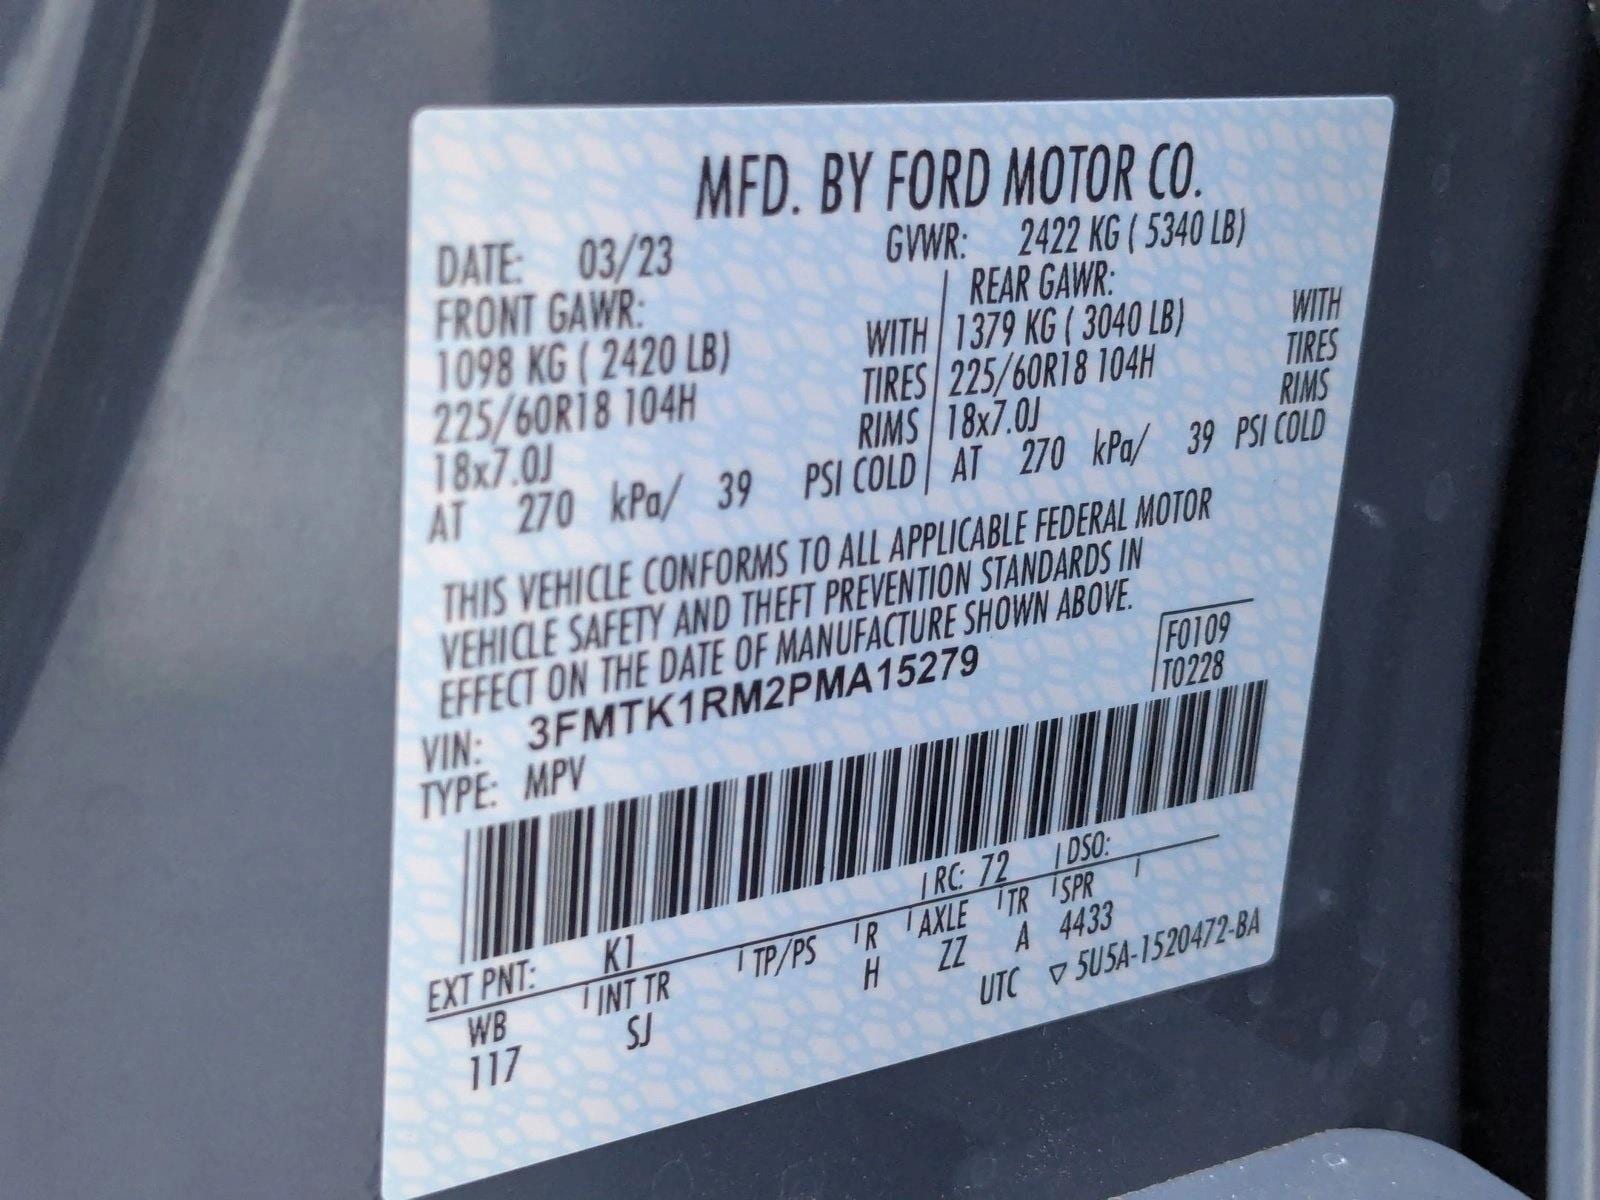 MFD. BY FORD MOTOR CO.
DATE: 03/23 GVWR: 2422 KG ( 5340 LB)
FRONT GAWR: REAR GAWR:
1098 KG ( 2420 LB) WITH 1379 KG ( 3040 LB) WITH
225/60R18 104H TIRES 225/60R18 104H TIRES
18x7.0J RIMS 18x7.0J RIMS
AT 270 kPa/ 39 PSI COLD AT 270 kPa/ 39 PSI COLD
THIS VEHICLE CONFORMS TO ALL APPLICABLE FEDERAL MOTOR
VEHICLE SAFETY AND THEFT PREVENTION STANDARDS IN
EFFECT ON THE DATE OF MANUFACTURE SHOWN ABOVE.
VIN: 3FMTK1RM2PMA15279 F0109
TYPE: MPV T0228
EXT PNT: K1 RC: 72 DSO:
WB INT TR TP/PS R AXLE TR SPR
117 SJ H ZZ A 4433
UTC ▽ 5U5A-1520472-BA